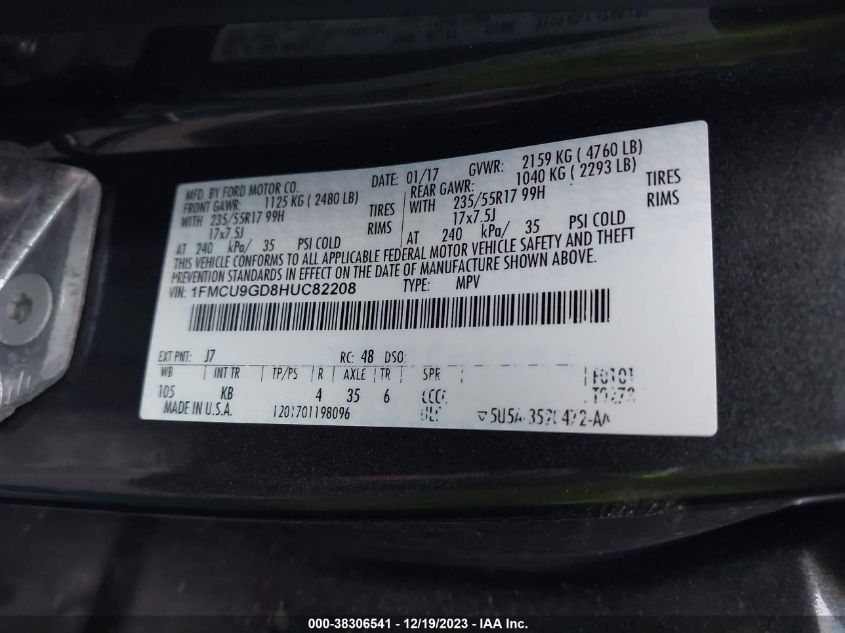 MFD. BY FORD MOTOR CO. DATE: 01/17 GVWR: 2159 KG ( 4760 LB)
FRONT GAWR: 1125 KG ( 2480 LB) REAR GAWR: 1040 KG ( 2293 LB)
WITH 235/55R17 99H TIRES WITH 235/55R17 99H TIRES
17x7.5J RIMS 17x7.5J RIMS
AT 240 kPa/ 35 PSI COLD AT 240 kPa/ 35 PSI COLD
THIS VEHICLE CONFORMS TO ALL APPLICABLE FEDERAL MOTOR VEHICLE SAFETY AND THEFT
PREVENTION STANDARDS IN EFFECT ON THE DATE OF MANUFACTURE SHOWN ABOVE.
VIN: 1FMCU9GD8HUC82208 TYPE: MPV
EXT PNT: J7 RC: 48 DSO:
WB INT TR TP/PS R AXLE TR SPR
105 KB 4 35 6
MADE IN U.S.A. 1201701198096
000-38306541 - 12/19/2023 - IAA Inc.